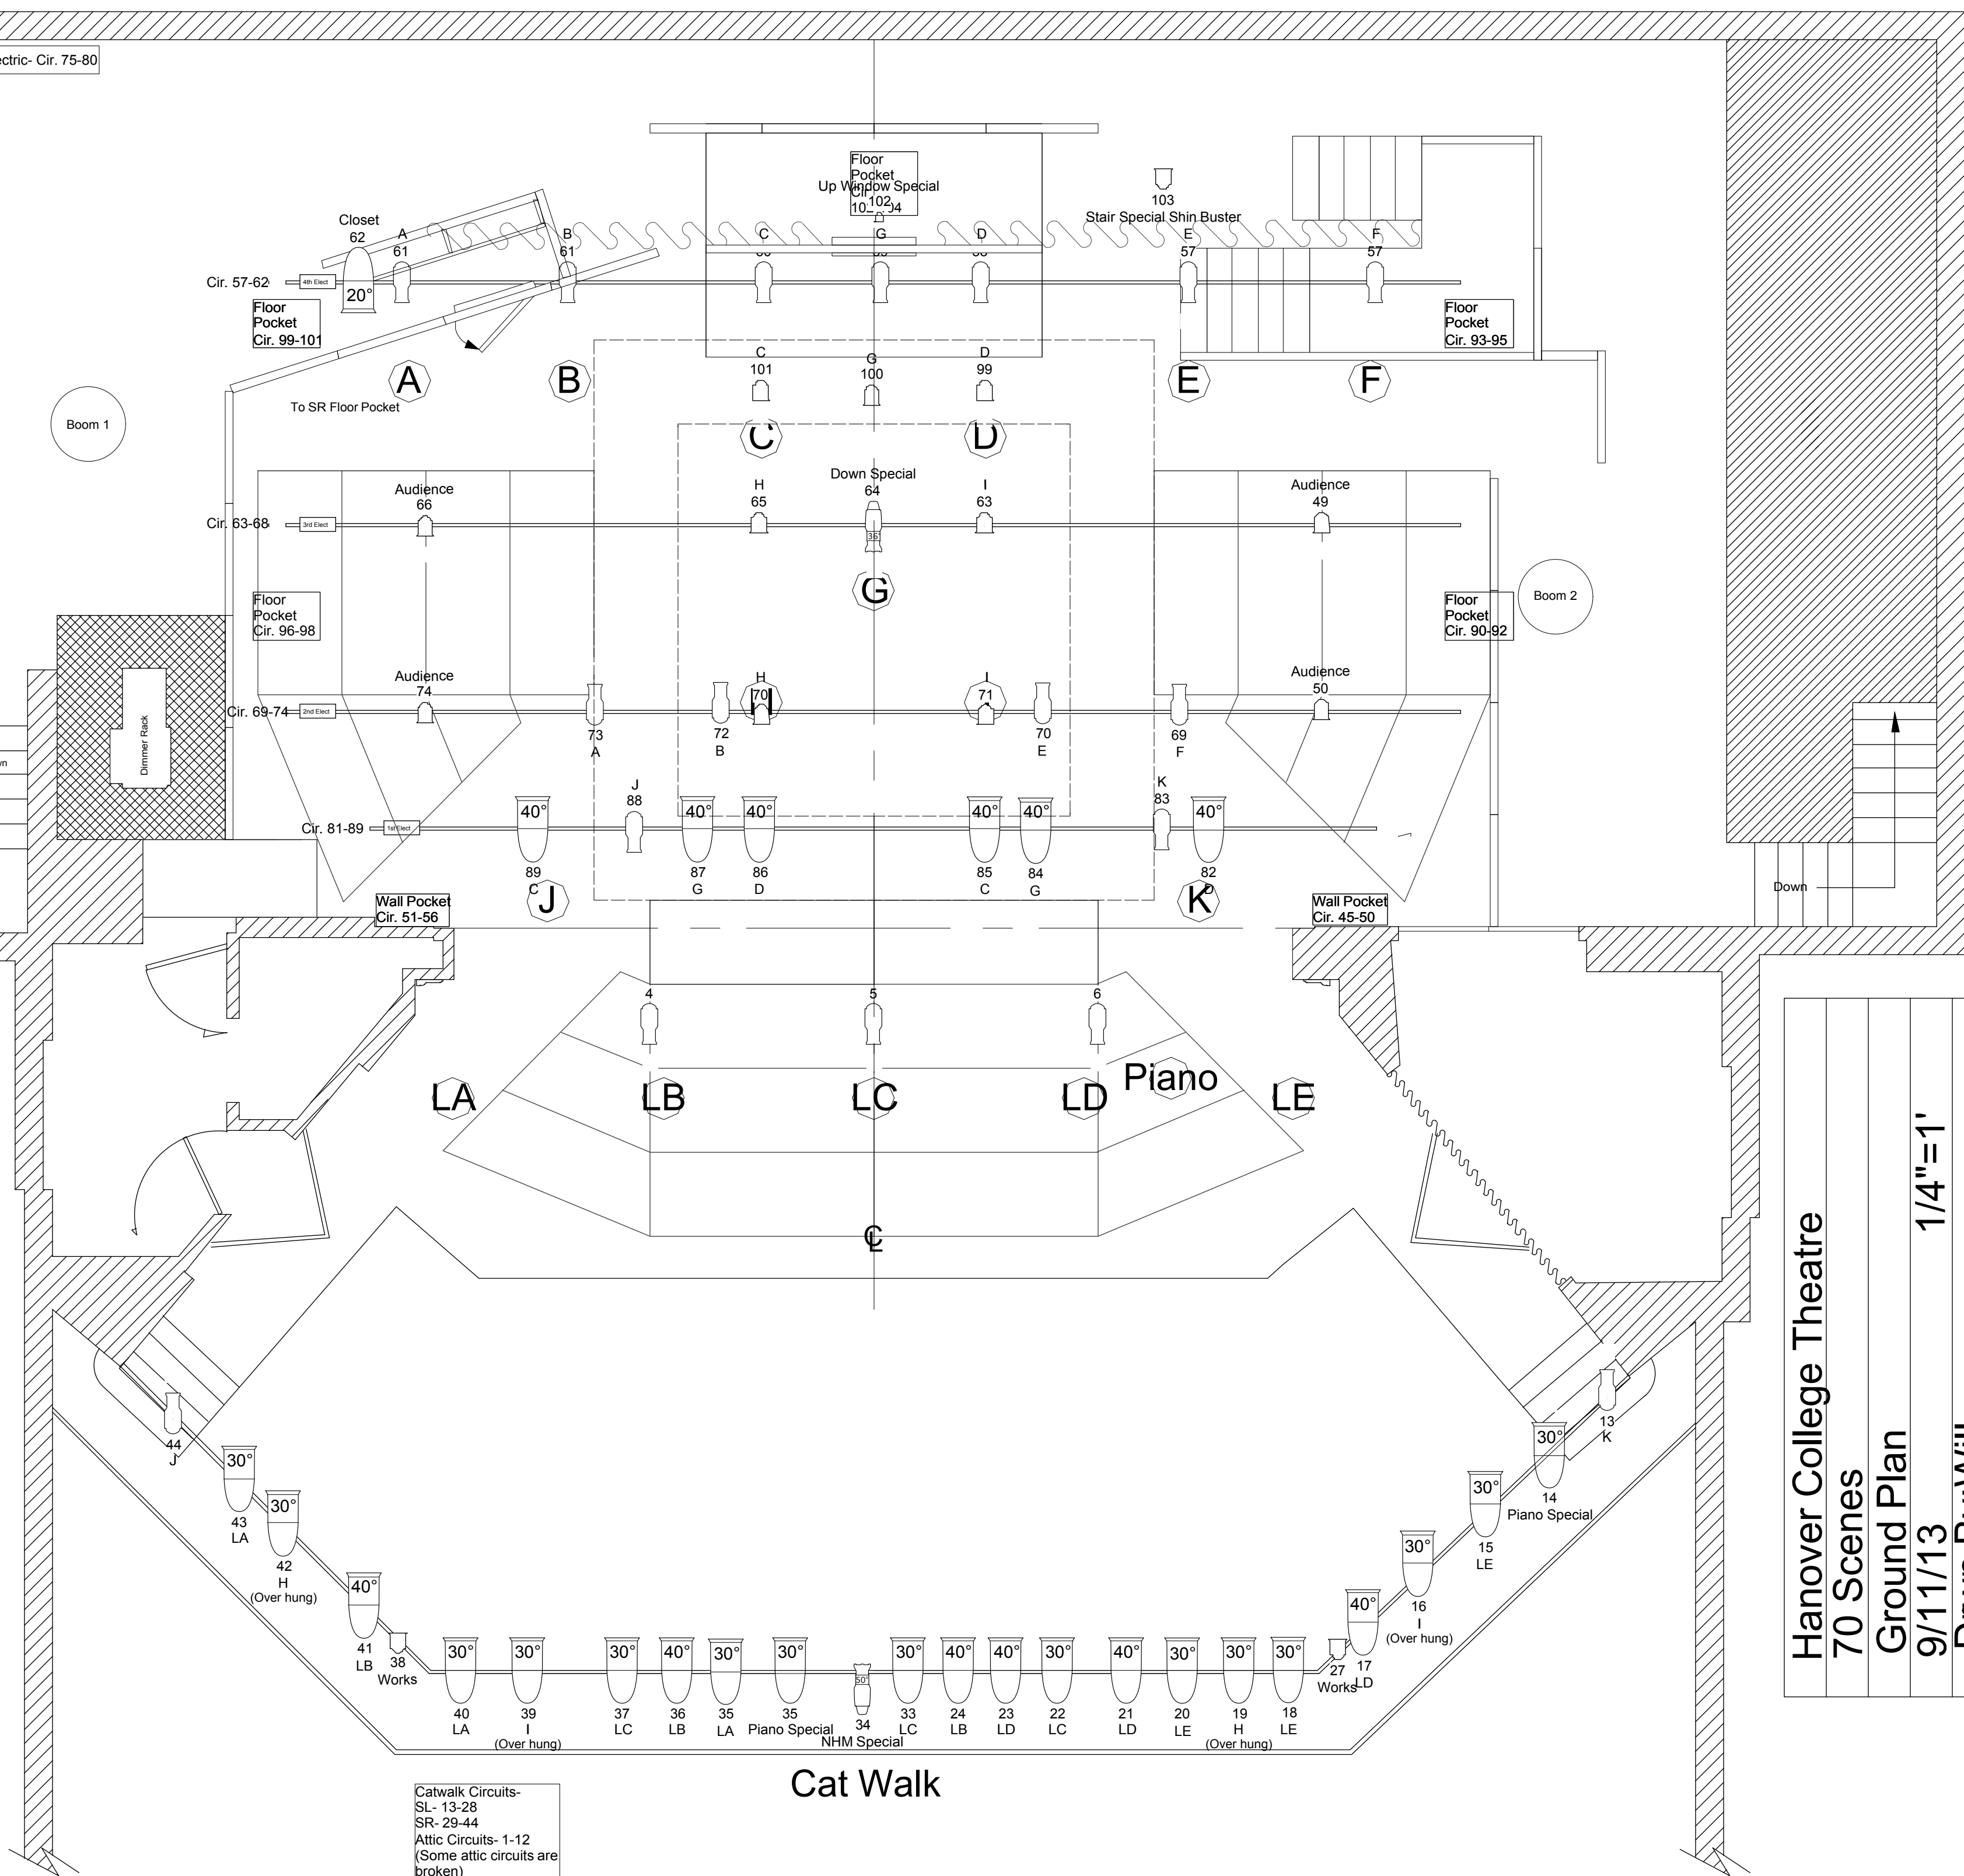 Cir. 75-80
Floor
Pocket
Up Window Special
102
103
Stair Special Shin Buster
Closet
62
A
61
B
61
C
G
D
E
57
F
57
Cir. 57-62
4th Elect
20°
Floor
Pocket
Cir. 99-101
Floor
Pocket
Cir. 93-95
C
101
G
100
D
99
A
B
E
F
To SR Floor Pocket
Boom 1
C
D
Down Special
Audience
66
H
65
64
I
63
Audience
49
Cir. 63-68
3rd Elect
36°
G
Floor
Pocket
Cir. 96-98
Floor
Pocket
Cir. 90-92
Boom 2
Audience
74
H
70
I
71
Audience
50
Cir. 69-74
2nd Elect
73
A
72
B
70
E
69
F
Dimmer Rack
J
88
K
83
40°
40°
40°
40°
40°
40°
Cir. 81-89
1st Elect
89
C
87
G
86
D
85
C
84
G
82
D
J
K
Wall Pocket
Cir. 51-56
Wall Pocket
Cir. 45-50
Down
4
5
6
LA
LB
LC
LD
Piano
LE
CL
44
J
30°
43
LA
30°
42
H
(Over hung)
40°
41
LB
38
Works
13
K
30°
14
Piano Special
30°
15
LE
30°
16
I
(Over hung)
40°
17
LD
27
Works
30°
40
LA
30°
39
I
(Over hung)
30°
37
LC
40°
36
LB
30°
35
LA
30°
35
Piano Special
50°
34
NHM Special
30°
33
LC
40°
24
LB
40°
23
LD
30°
22
LC
40°
21
LD
30°
20
LE
30°
19
H
(Over hung)
30°
18
LE
Cat Walk
Catwalk Circuits-
SL- 13-28
SR- 29-44
Attic Circuits- 1-12
(Some attic circuits are
broken)
Hanover College Theatre
70 Scenes
Ground Plan
9/11/13 1/4"=1'